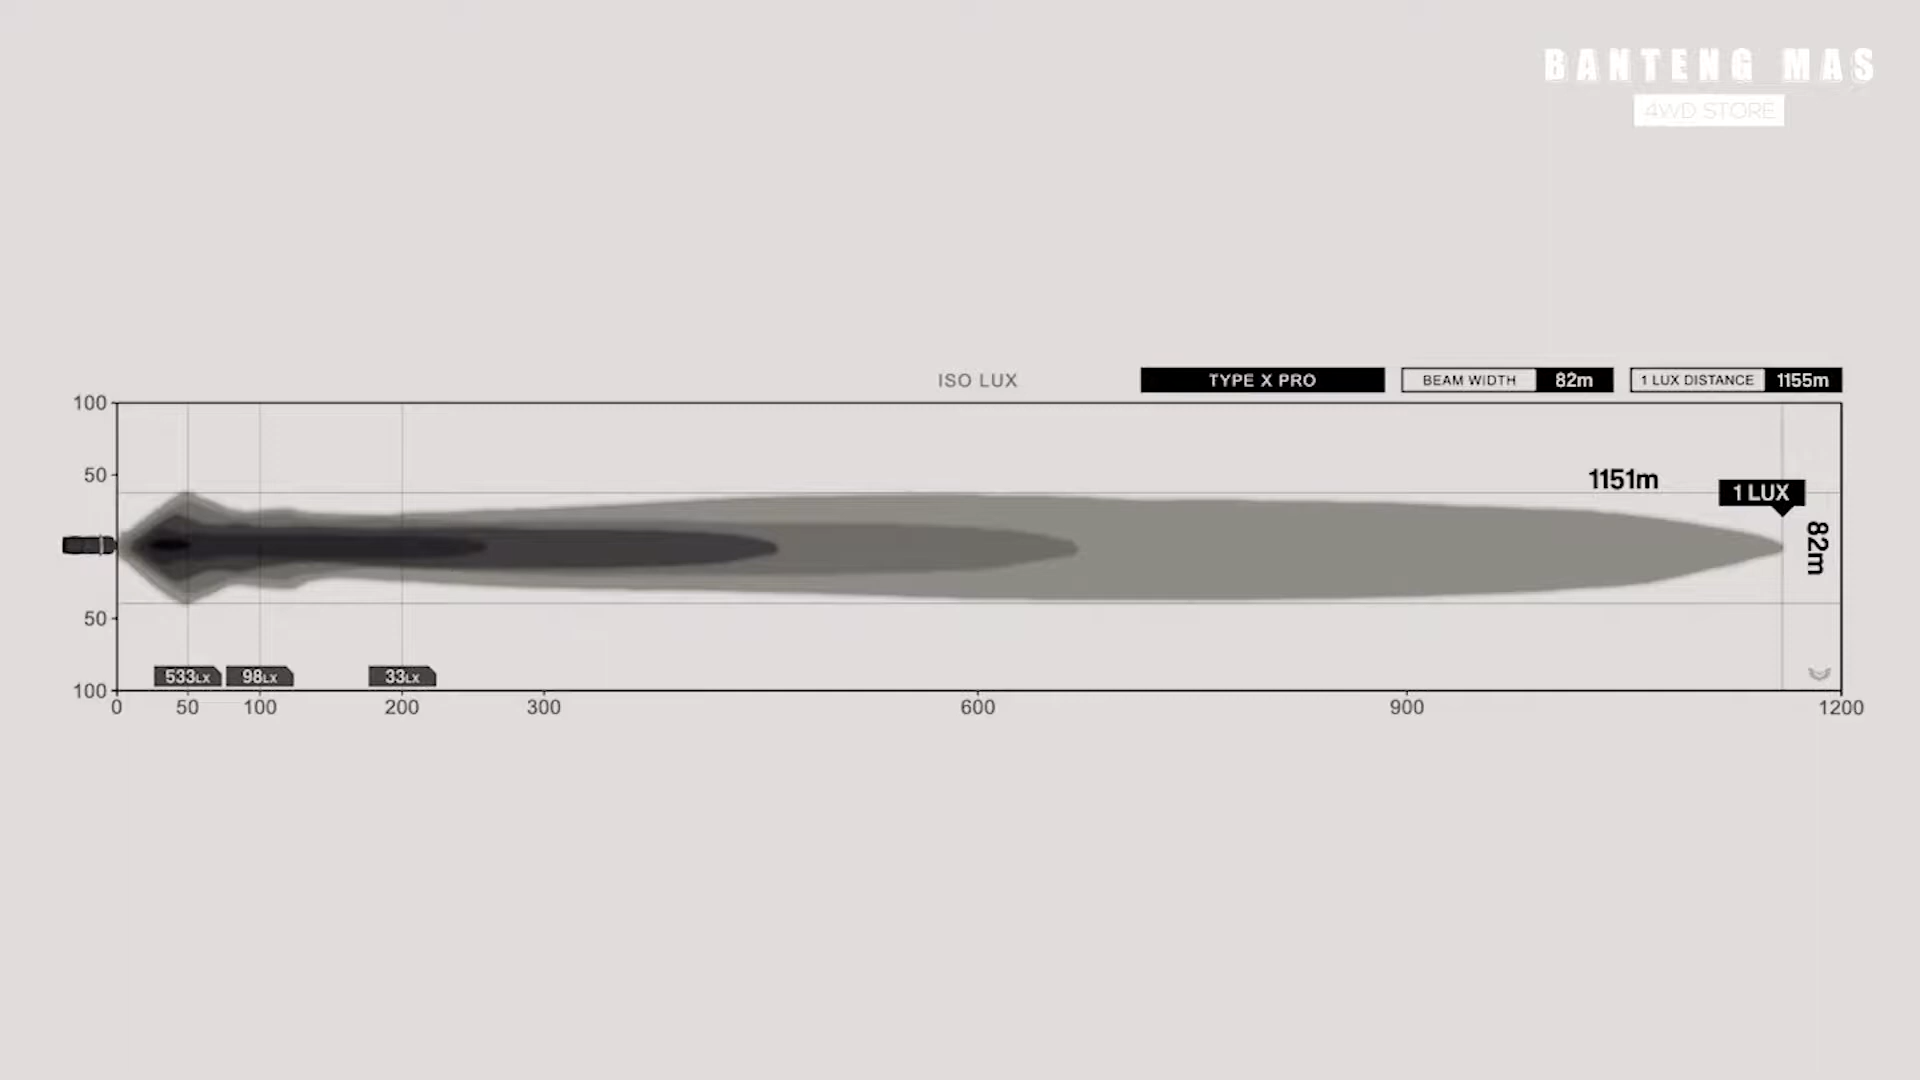 BANTENG MAS
4WD STORE
ISO LUX
TYPE X PRO
BEAM WIDTH 82m
1 LUX DISTANCE 1155m
100
50
1151m
1 LUX
82m
50
533LX 98LX 33LX
100
0 50 100 200 300 600 900 1200